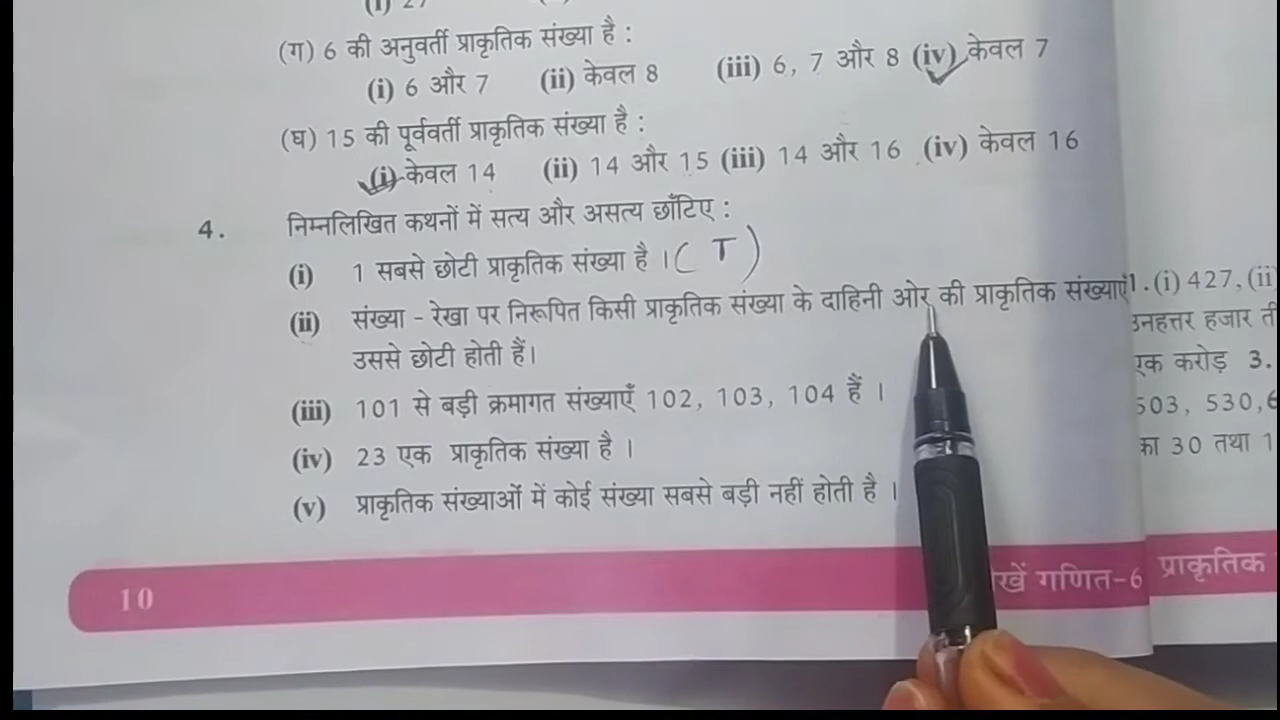 (i) 27
(ग) 6 की अनुवर्ती प्राकृतिक संख्या है :
(i) 6 और 7 (ii) केवल 8 (iii) 6, 7 और 8 (iv) केवल 7
(घ) 15 की पूर्ववर्ती प्राकृतिक संख्या है :
(i) केवल 14 (ii) 14 और 15 (iii) 14 और 16 (iv) केवल 16
4. निम्नलिखित कथनों में सत्य और असत्य छाँटिए :
(i) 1 सबसे छोटी प्राकृतिक संख्या है । ( T )
(ii) संख्या - रेखा पर निरूपित किसी प्राकृतिक संख्या के दाहिनी ओर की प्राकृतिक संख्याएँ
उससे छोटी होती हैं।
(iii) 101 से बड़ी क्रमागत संख्याएँ 102, 103, 104 हैं ।
(iv) 23 एक प्राकृतिक संख्या है ।
(v) प्राकृतिक संख्याओं में कोई संख्या सबसे बड़ी नहीं होती है ।
10
गणित-6
1. (i) 427, (ii
उनहत्तर हजार
एक करोड़ 3.
503, 530,
का 30 तथा 1
प्राकृतिक